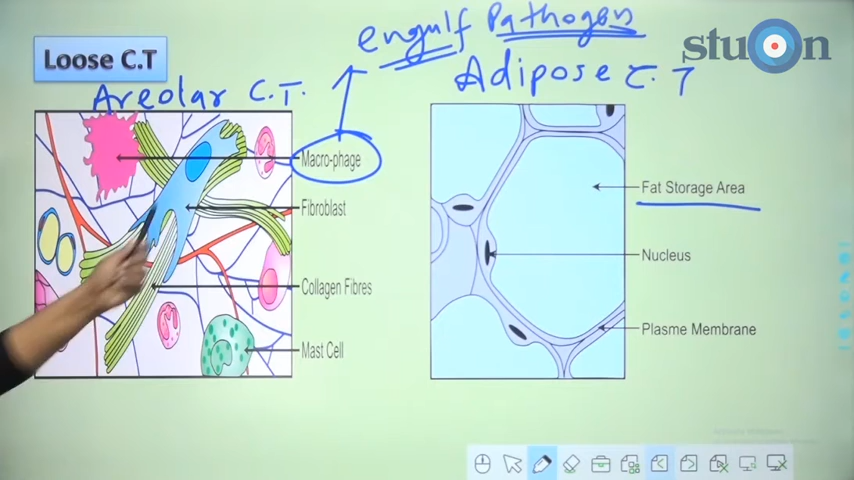 engulf Pathogen
stuon
Loose C.T
Areolar C.T.
Adipose C.T
Macro-phage
Fibroblast
Collagen Fibres
Mast Cell
Fat Storage Area
Nucleus
Plasme Membrane